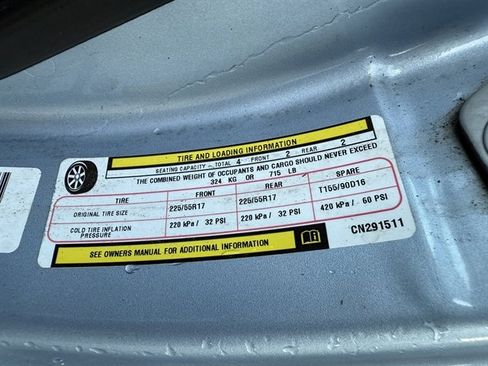 TIRE AND LOADING INFORMATION
SEATING CAPACITY - TOTAL 4 FRONT 2 REAR 2
THE COMBINED WEIGHT OF OCCUPANTS AND CARGO SHOULD NEVER EXCEED
324 KG OR 715 LB
TIRE FRONT REAR SPARE
ORIGINAL TIRE SIZE 225/55R17 225/55R17 T155/90D16
COLD TIRE INFLATION PRESSURE 220 kPa / 32 PSI 220 kPa / 32 PSI 420 kPa / 60 PSI
SEE OWNERS MANUAL FOR ADDITIONAL INFORMATION
CN291511